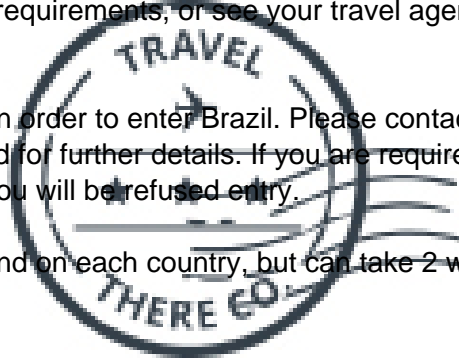 requirements, or see your travel agen
TRAVEL
n order to enter Brazil. Please contac
d for further details. If you are require
ou will be refused entry.
nd on each country, but can take 2 w
THERE CO.